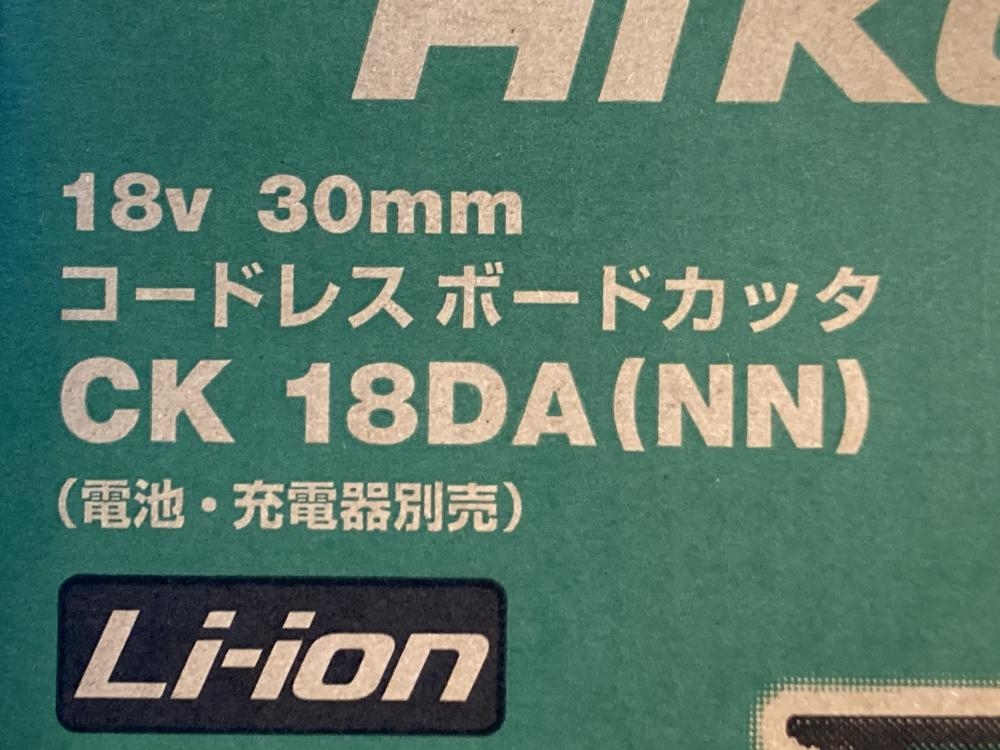 18v 30mm
コードレス ボードカッタ
CK 18DA(NN)
(電池・充電器別売)
Li-ion